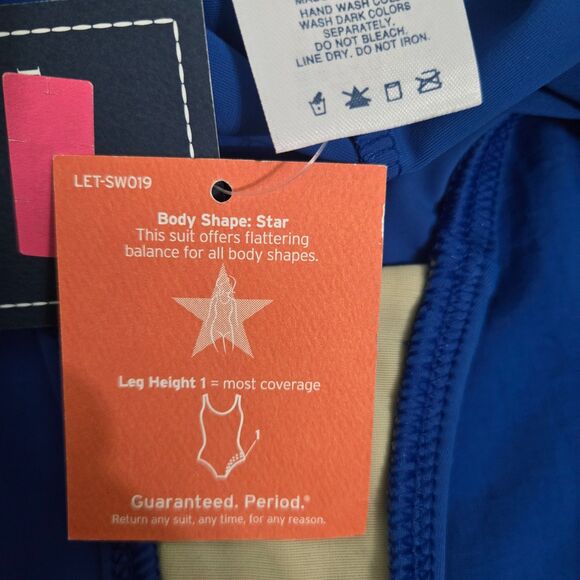 HAND WASH COLD
WASH DARK COLORS
SEPARATELY.
DO NOT BLEACH.
LINE DRY. DO NOT IRON.
LET-SW019
Body Shape: Star
This suit offers flattering
balance for all body shapes.
Leg Height 1 = most coverage
1
Guaranteed. Period.®
Return any suit, any time, for any reason.